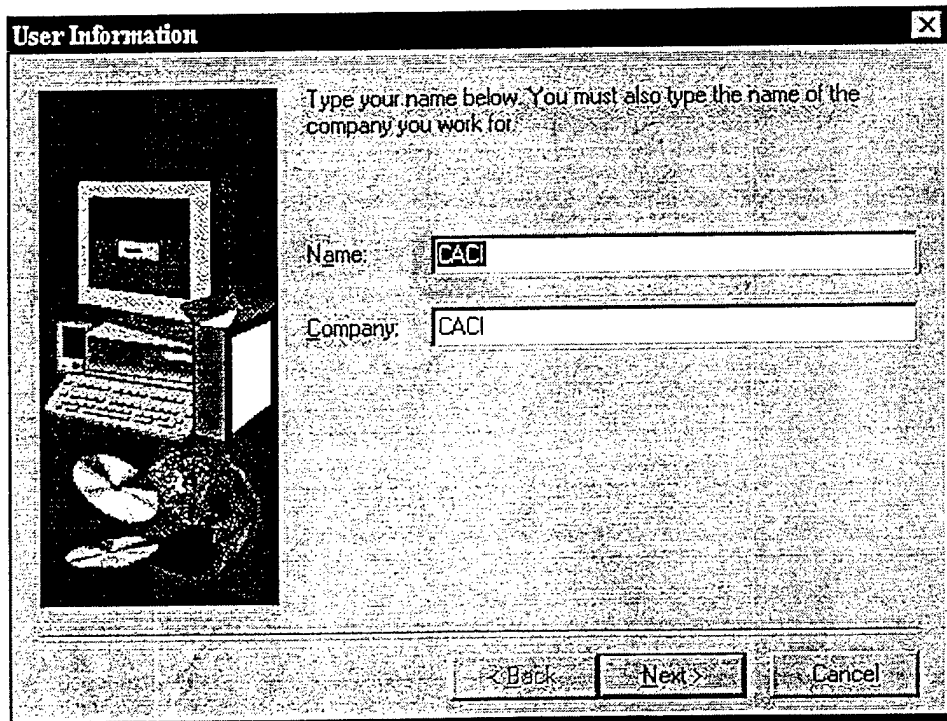 User Information
Type your name below. You must also type the name of the
company you work for.
Name: CACI
Company: CACI
< Back
Next >
Cancel